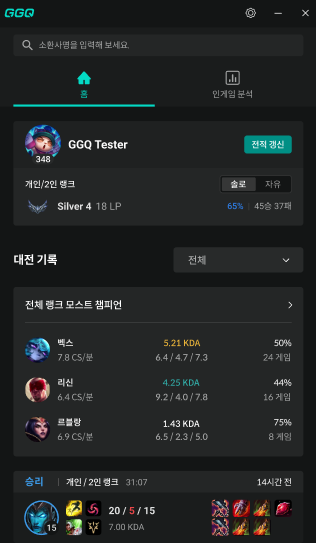 GGQ
소환사명을 입력해 보세요.
홈
인게임 분석
348
GGQ Tester
전적 갱신
개인/2인 랭크
솔로 자유
Silver 4 18 LP
65% 45승 37패
대전 기록
전체
전체 랭크 모스트 챔피언
벡스 5.21 KDA 50%
7.8 CS/분 6.4 / 4.7 / 7.3 24 게임
리신 4.25 KDA 44%
6.4 CS/분 9.2 / 4.0 / 7.8 16 게임
르블랑 1.43 KDA 75%
6.9 CS/분 6.5 / 2.3 / 5.0 8 게임
승리 개인 / 2인 랭크 31:07 14시간 전
20 / 5 / 15
15
7.00 KDA